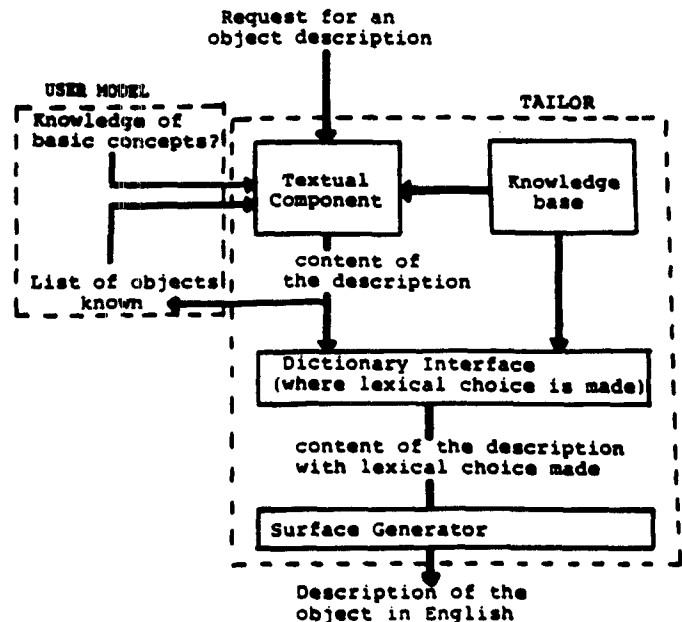 Request for an
object description
USER MODEL
TAILOR
Knowledge of
basic concepts?
Textual
Component
Knowledge
base
content of
the description
List of objects
known
Dictionary Interface
(where lexical choice is made)
content of the description
with lexical choice made
Surface Generator
Description of the
object in English